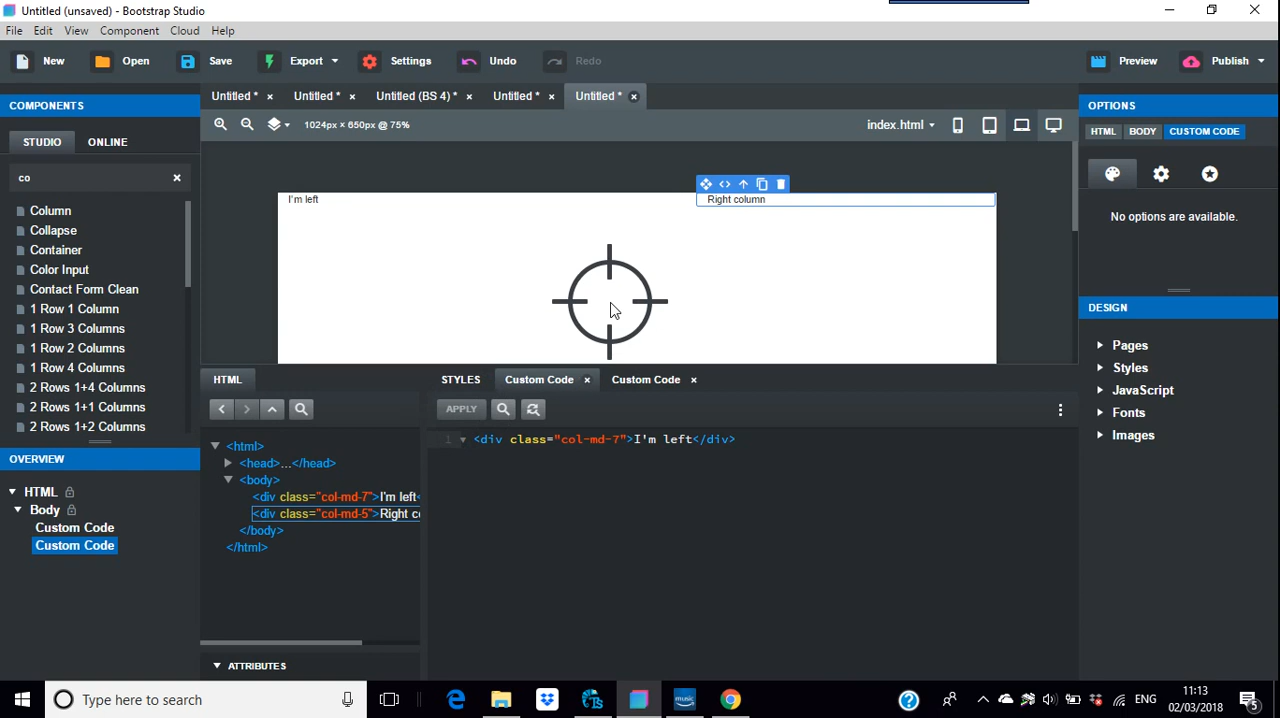 Untitled (unsaved) - Bootstrap Studio
File Edit View Component Cloud Help
New Open Save Export Settings Undo Redo Preview Publish
COMPONENTS
Untitled * Untitled * Untitled (BS 4) * Untitled * Untitled *
OPTIONS
STUDIO ONLINE
1024px × 650px @ 75%
index.html
HTML BODY CUSTOM CODE
co
Column
Collapse
Container
Color Input
Contact Form Clean
1 Row 1 Column
1 Row 3 Columns
1 Row 2 Columns
1 Row 4 Columns
2 Rows 1+4 Columns
2 Rows 1+1 Columns
2 Rows 1+2 Columns
I'm left
Right column
No options are available.
DESIGN
Pages
Styles
JavaScript
Fonts
Images
OVERVIEW
HTML
Body
Custom Code
Custom Code
HTML
<html>
<head>...</head>
<body>
<div class="col-md-7">I'm left<
<div class="col-md-5">Right c
</body>
</html>
ATTRIBUTES
STYLES Custom Code Custom Code
APPLY
1 <div class="col-md-7">I'm left</div>
Type here to search
ENG
11:13
02/03/2018
5